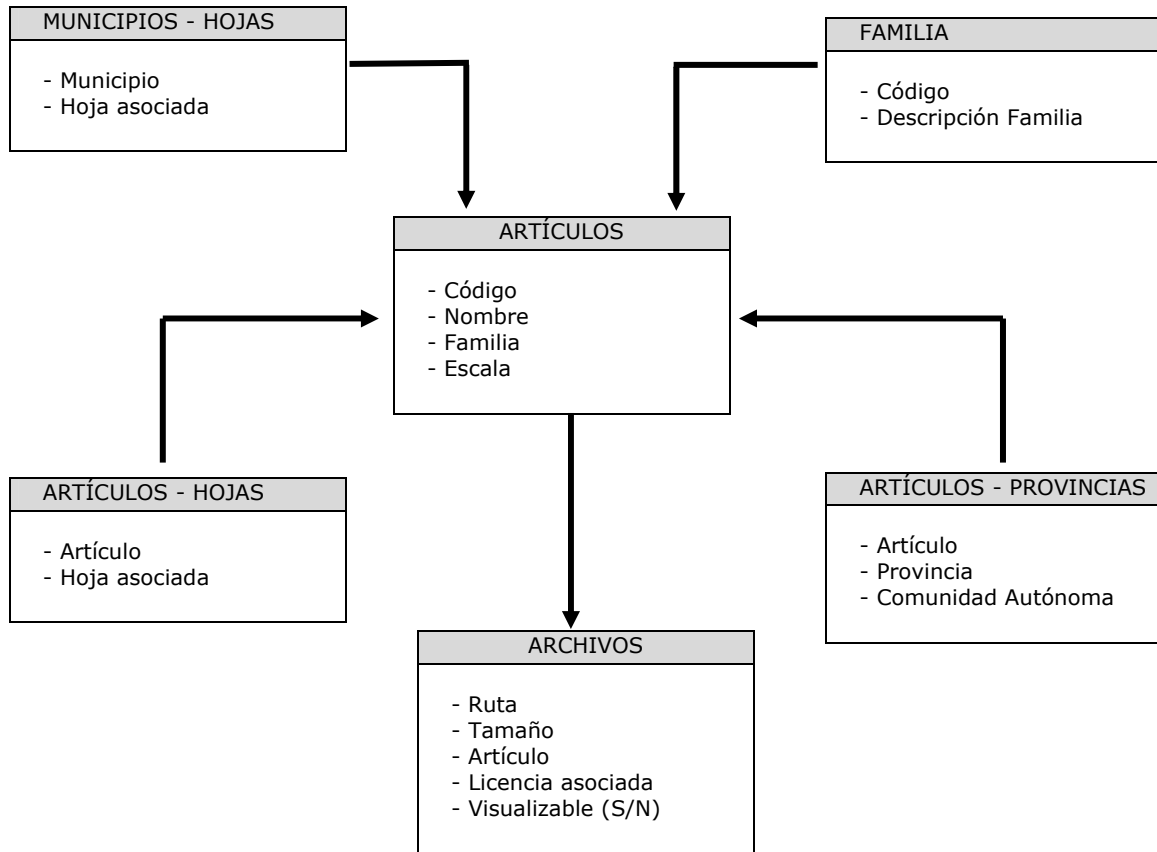 MUNICIPIOS - HOJAS
- Municipio
- Hoja asociada
FAMILIA
- Código
- Descripción Familia
ARTÍCULOS
- Código
- Nombre
- Familia
- Escala
ARTÍCULOS - HOJAS
- Artículo
- Hoja asociada
ARTÍCULOS - PROVINCIAS
- Artículo
- Provincia
- Comunidad Autónoma
ARCHIVOS
- Ruta
- Tamaño
- Artículo
- Licencia asociada
- Visualizable (S/N)